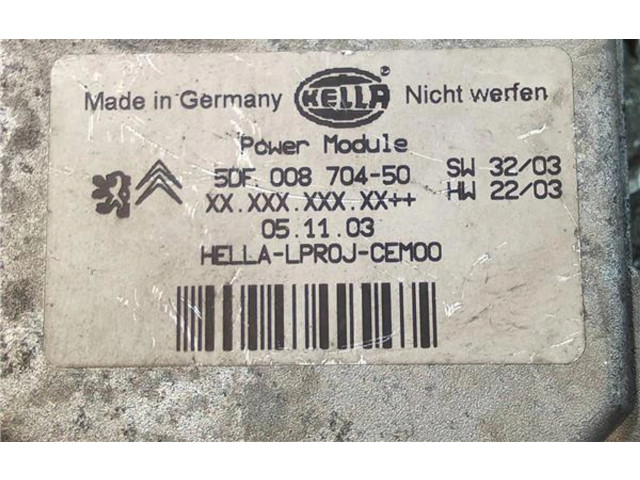 Made in Germany HELLA ® Nicht werfen
Power Module
5DF 008 704-50 SW 32/03
XX.XXX.XXX.XX++ HW 22/03
05.11.03
HELLA-LPROJ-CEM00